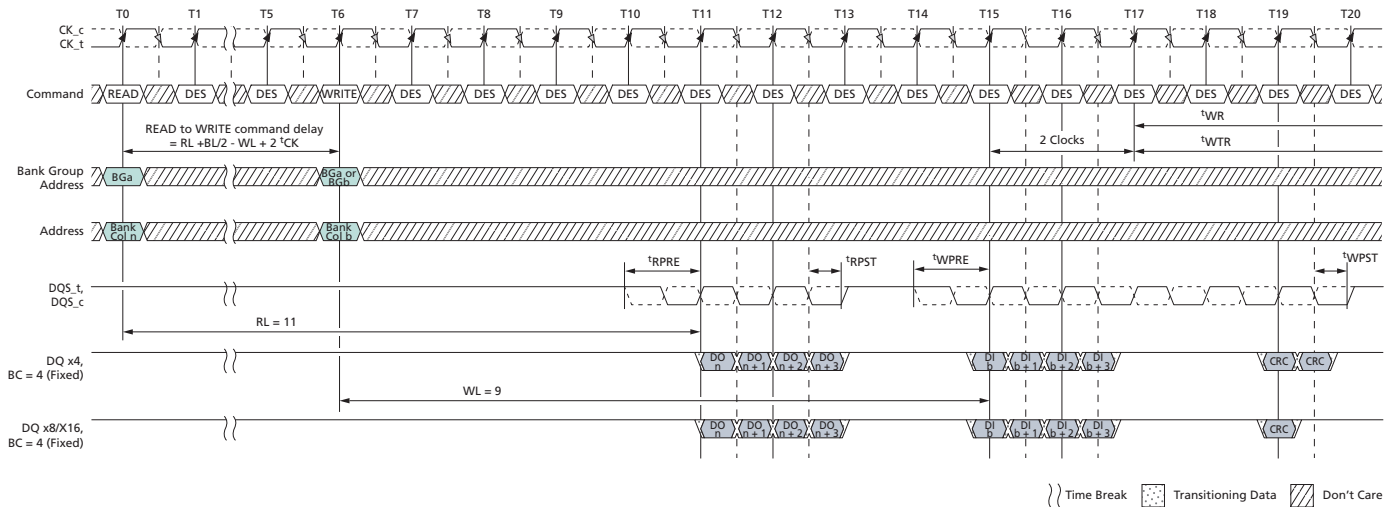 T0 T1 T5 T6 T7 T8 T9 T10 T11 T12 T13 T14 T15 T16 T17 T18 T19 T20
CK_c
CK_t
Command READ DES DES WRITE DES DES DES DES DES DES DES DES DES DES DES DES DES DES
READ to WRITE command delay
= RL +BL/2 - WL + 2 tCK
tWR
2 Clocks
tWTR
Bank Group
Address
BGa
BGa or
BGb
Address
Bank
Col n
Bank
Col b
tRPRE
tRPST
tWPRE
tWPST
DQS_t,
DQS_c
RL = 11
DQ x4,
BC = 4 (Fixed)
DO
n
DO
n + 1
DO
n + 2
DO
n + 3
DI
b
DI
b + 1
DI
b + 2
DI
b + 3
CRC
CRC
WL = 9
DQ x8/X16,
BC = 4 (Fixed)
DO
n
DO
n + 1
DO
n + 2
DO
n + 3
DI
b
DI
b + 1
DI
b + 2
DI
b + 3
CRC
Time Break Transitioning Data Don't Care